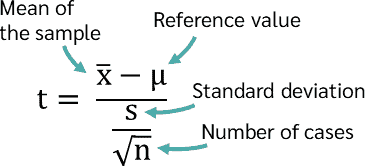 Mean of
the sample
Reference value
t = x̄ − μ
s
√n
Standard deviation
Number of cases